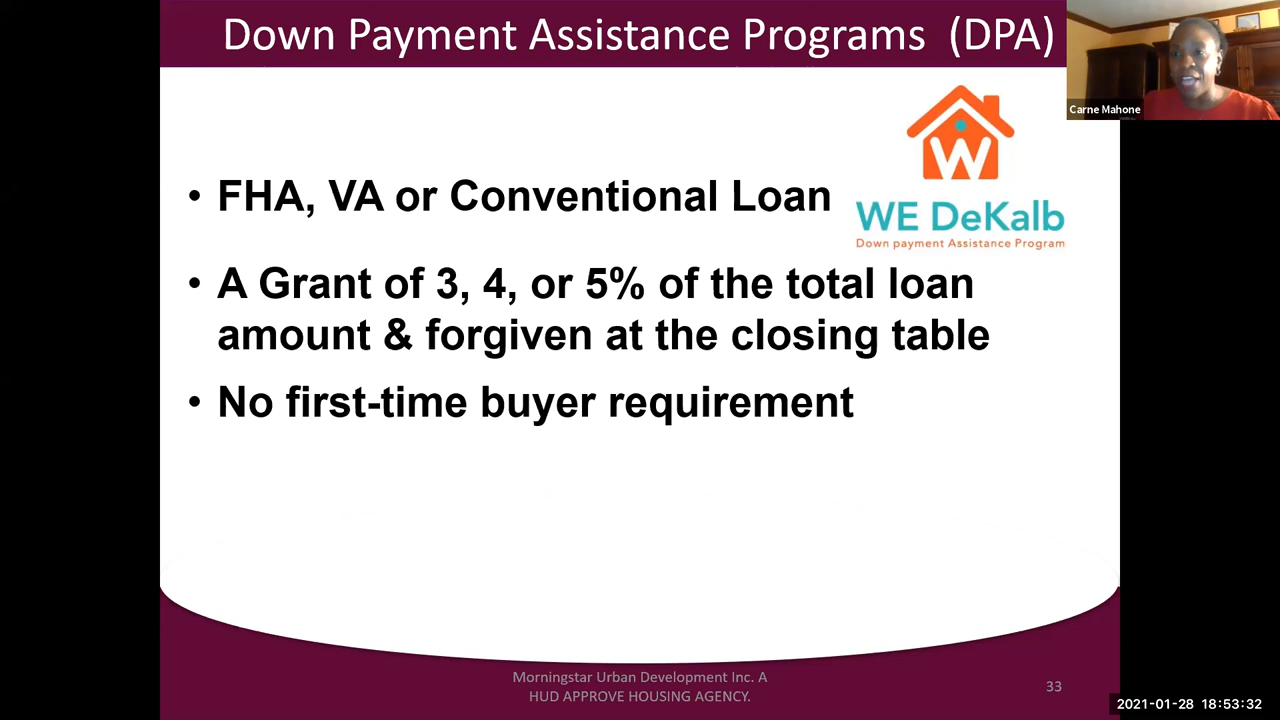 Down Payment Assistance Programs (DPA)
Carne Mahone
W
WE DeKalb
Down payment Assistance Program
• FHA, VA or Conventional Loan
• A Grant of 3, 4, or 5% of the total loan
amount & forgiven at the closing table
• No first-time buyer requirement
Morningstar Urban Development Inc. A
HUD APPROVE HOUSING AGENCY.
33
2021-01-28 18:53:32